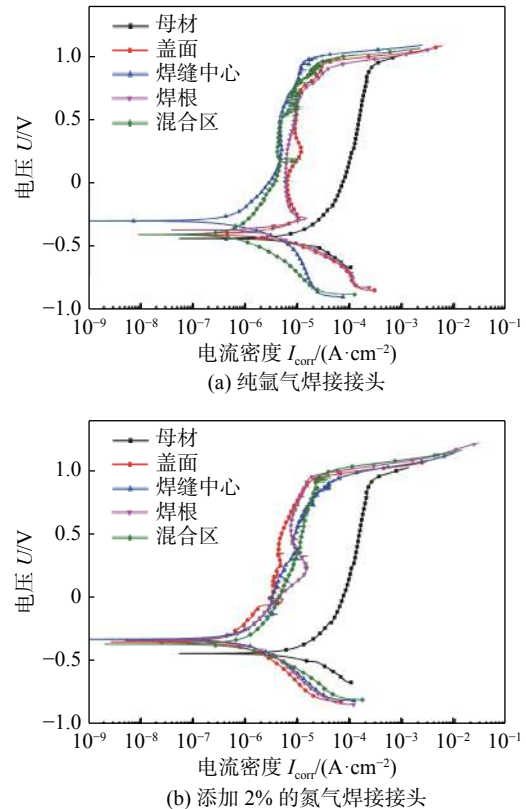 母材
盖面
焊缝中心
焊根
混合区
1.0
0.5
0
−0.5
−1.0
电压 U/V
10⁻⁹ 10⁻⁸ 10⁻⁷ 10⁻⁶ 10⁻⁵ 10⁻⁴ 10⁻³ 10⁻² 10⁻¹
电流密度 I_corr/(A·cm⁻²)
(a) 纯氩气焊接接头
母材
盖面
焊缝中心
焊根
混合区
1.0
0.5
0
−0.5
−1.0
电压 U/V
10⁻⁹ 10⁻⁸ 10⁻⁷ 10⁻⁶ 10⁻⁵ 10⁻⁴ 10⁻³ 10⁻² 10⁻¹
电流密度 I_corr/(A·cm⁻²)
(b) 添加 2% 的氮气焊接接头